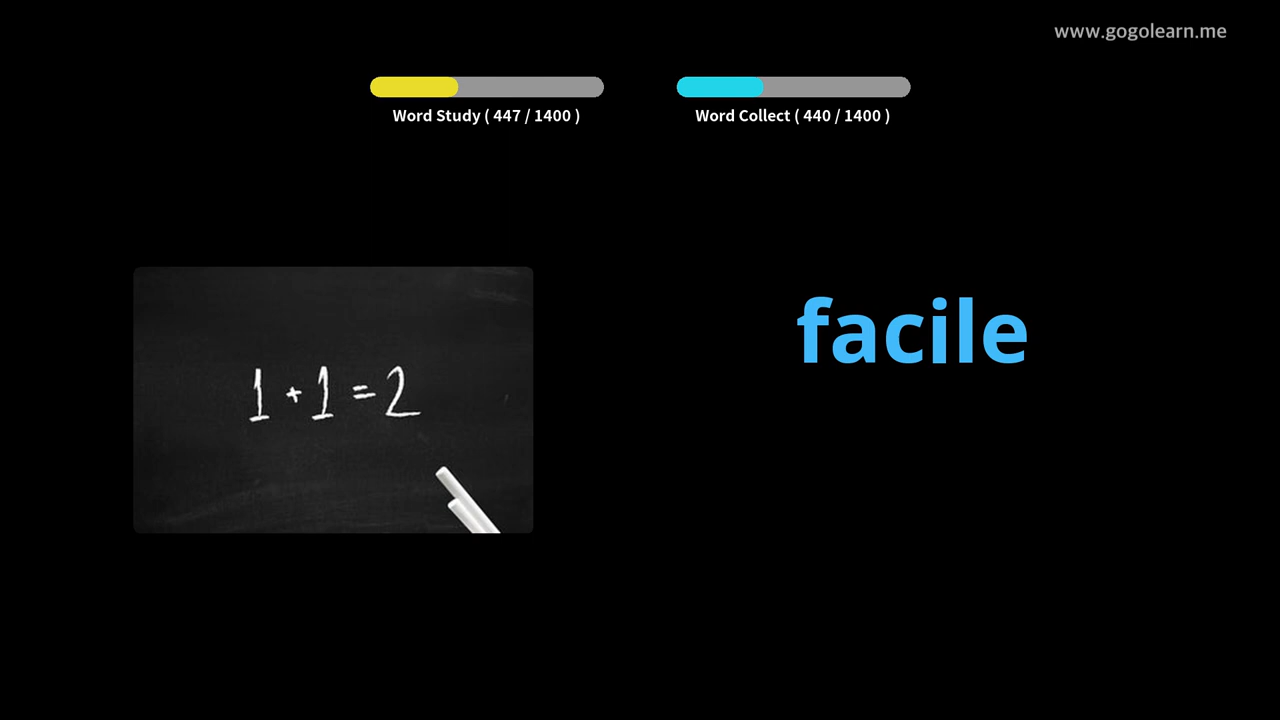 www.gogolearn.me
Word Study ( 447 / 1400 )
Word Collect ( 440 / 1400 )
facile
1 + 1 = 2